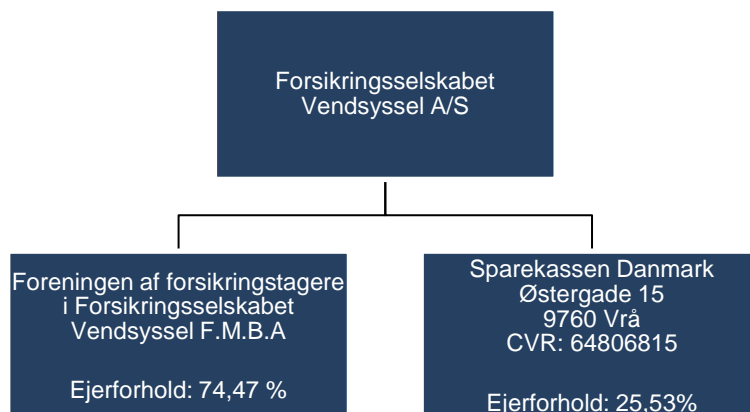 Forsikringsselskabet
Vendsyssel A/S
Foreningen af forsikringstagere
i Forsikringsselskabet
Vendsyssel F.M.B.A
Ejerforhold: 74,47 %
Sparekassen Danmark
Østergade 15
9760 Vrå
CVR: 64806815
Ejerforhold: 25,53%